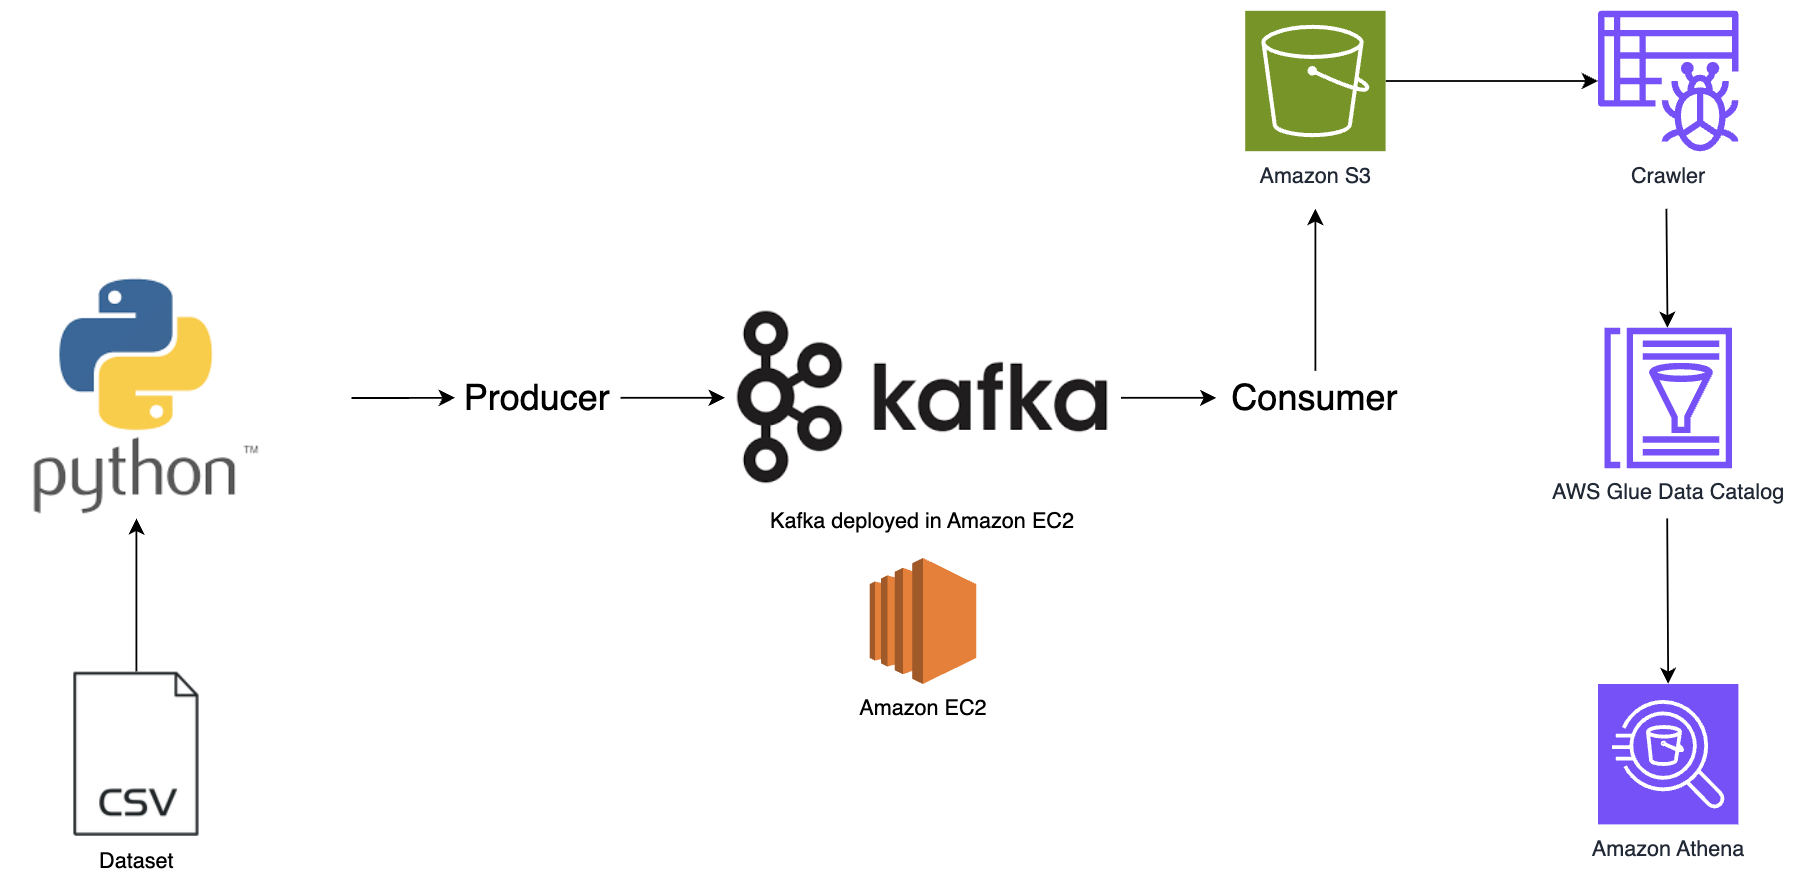 Amazon S3
Crawler
python™
Producer
kafka
Consumer
AWS Glue Data Catalog
Kafka deployed in Amazon EC2
Amazon EC2
CSV
Dataset
Amazon Athena